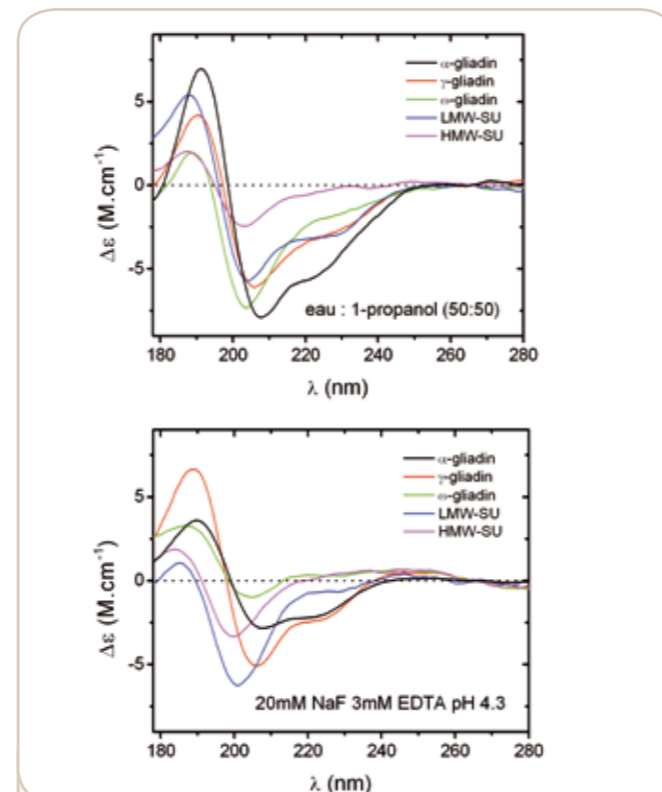 α-gliadin
γ-gliadin
ω-gliadin
LMW-SU
HMW-SU
5
0
-5
Δε (M.cm⁻¹)
eau : 1-propanol (50:50)
180 200 220 240 260 280
λ (nm)
α-gliadin
γ-gliadin
ω-gliadin
LMW-SU
HMW-SU
5
0
-5
Δε (M.cm⁻¹)
20mM NaF 3mM EDTA pH 4.3
180 200 220 240 260 280
λ (nm)